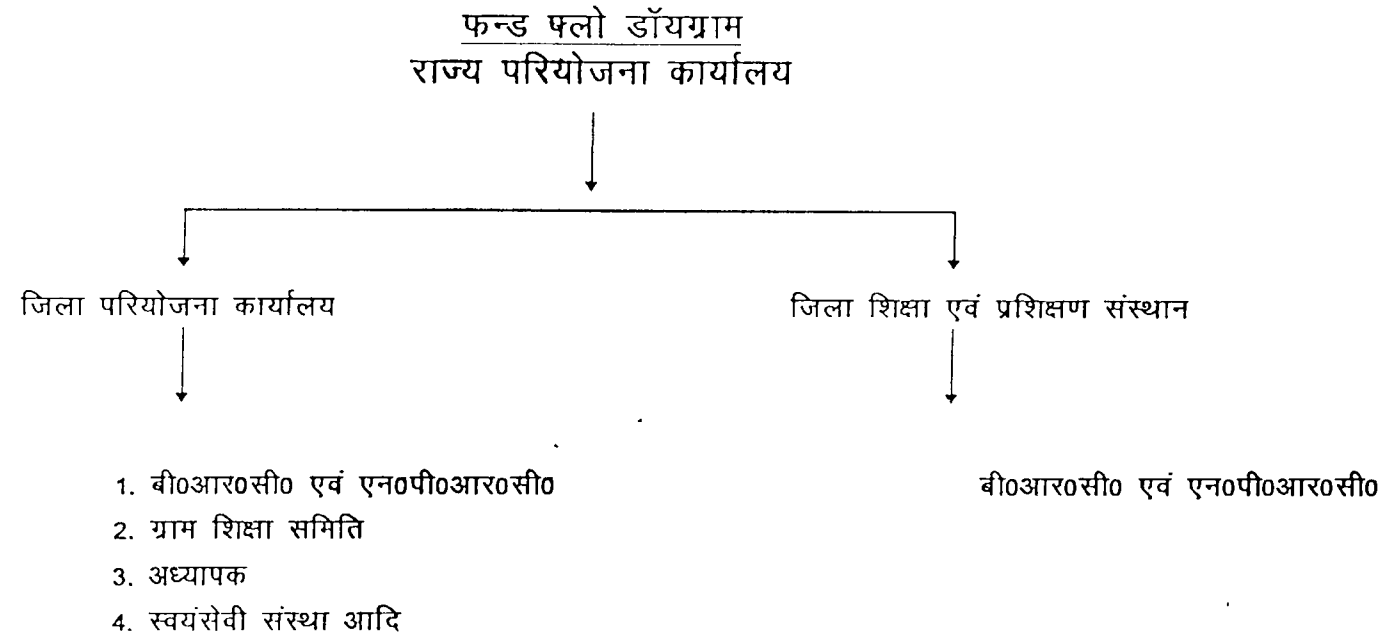 फन्ड फ्लो डॉयग्राम
राज्य परियोजना कार्यालय
जिला परियोजना कार्यालय
जिला शिक्षा एवं प्रशिक्षण संस्थान
1. बी0आर0सी0 एवं एन0पी0आर0सी0
2. ग्राम शिक्षा समिति
3. अध्यापक
4. स्वयंसेवी संस्था आदि
बी0आर0सी0 एवं एन0पी0आर0सी0